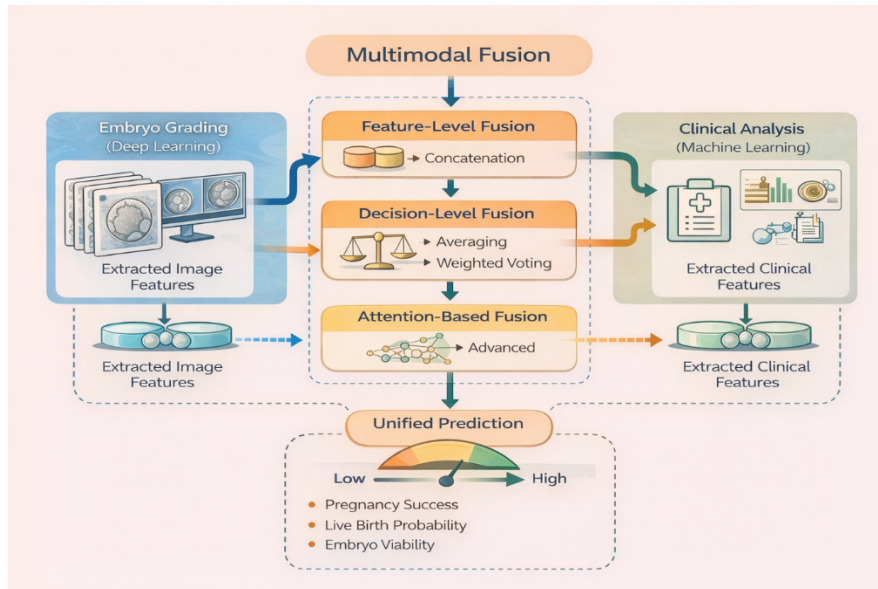 Multimodal Fusion
Embryo Grading
(Deep Learning)
Extracted Image
Features
Extracted Image
Features
Feature-Level Fusion
Concatenation
Decision-Level Fusion
Averaging
Weighted Voting
Attention-Based Fusion
Advanced
Clinical Analysis
(Machine Learning)
Extracted Clinical
Features
Extracted Clinical
Features
Unified Prediction
Low
High
Pregnancy Success
Live Birth Probability
Embryo Viability